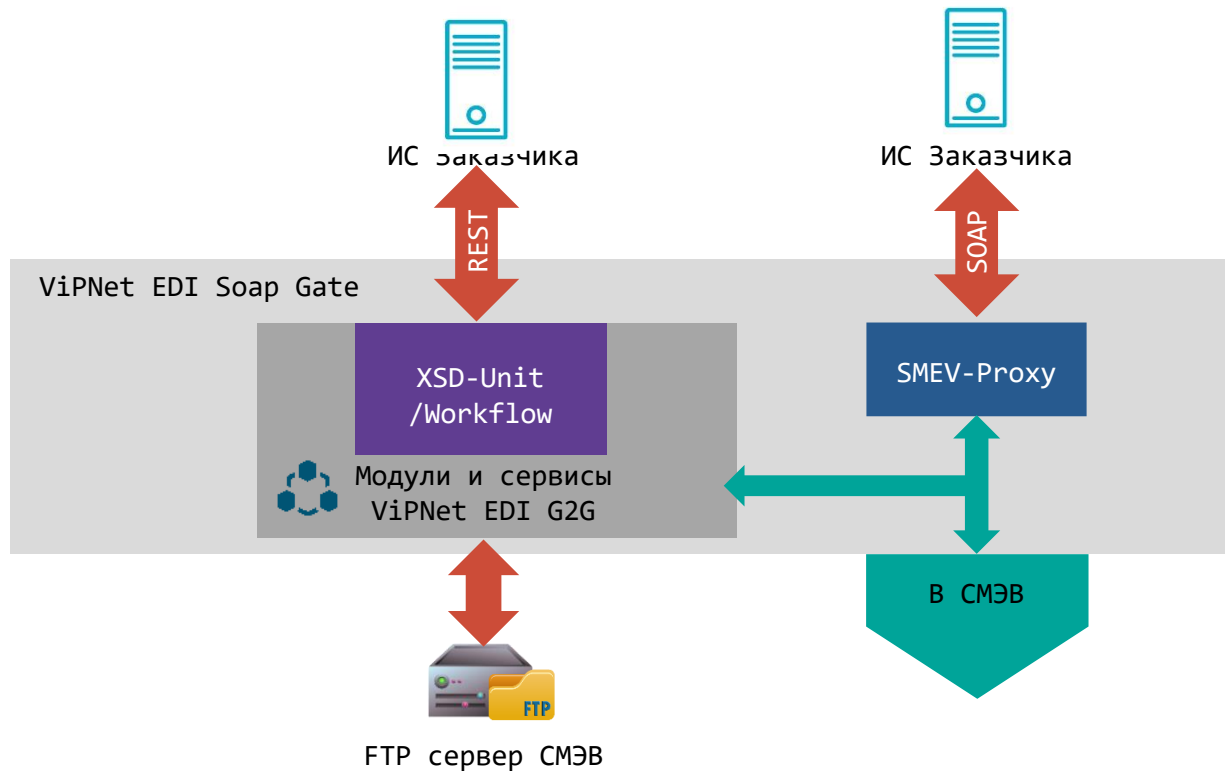 ИС Заказчика
ИС Заказчика
REST
SOAP
ViPNet EDI Soap Gate
XSD-Unit
/Workflow
SMEV-Proxy
Модули и сервисы
ViPNet EDI G2G
В СМЭВ
FTP
FTP сервер СМЭВ